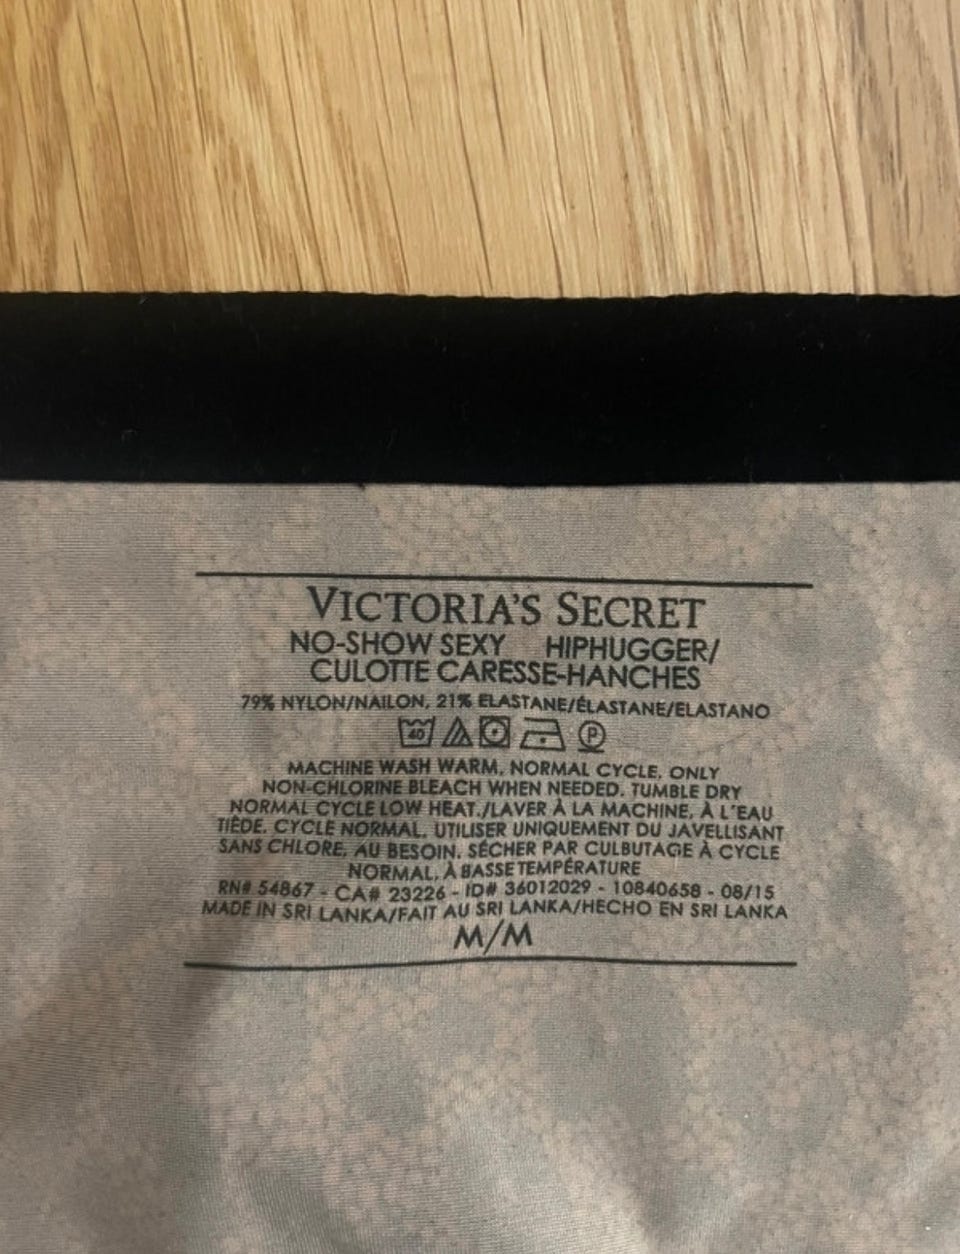 VICTORIA'S SECRET
NO-SHOW SEXY HIPHUGGER/
CULOTTE CARESSE-HANCHES
79% NYLON/NAILON, 21% ELASTANE/ÉLASTANE/ELASTANO
40 P
MACHINE WASH WARM, NORMAL CYCLE, ONLY
NON-CHLORINE BLEACH WHEN NEEDED. TUMBLE DRY
NORMAL CYCLE LOW HEAT./LAVER À LA MACHINE, À L'EAU
TIÈDE, CYCLE NORMAL, UTILISER UNIQUEMENT DU JAVELLISANT
SANS CHLORE, AU BESOIN. SÉCHER PAR CULBUTAGE À CYCLE
NORMAL, À BASSE TEMPÉRATURE
RN# 54867 - CA# 23226 - ID# 36012029 - 10840658 - 08/15
MADE IN SRI LANKA/FAIT AU SRI LANKA/HECHO EN SRI LANKA
M/M